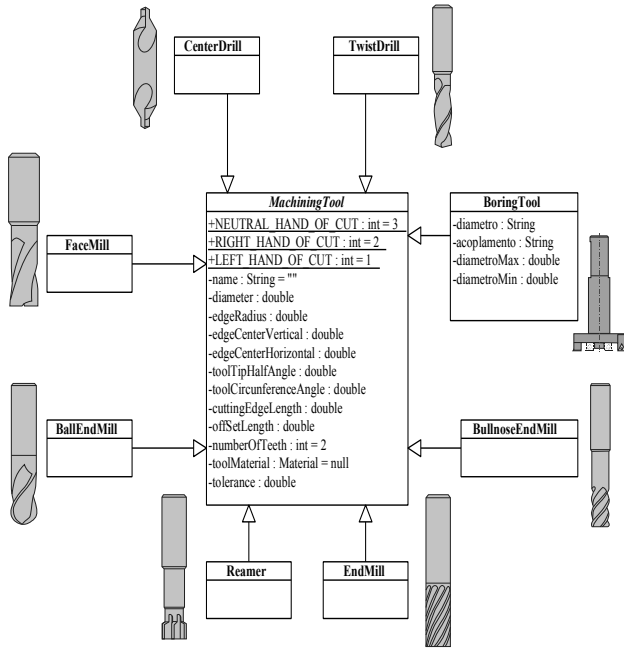 CenterDrill
TwistDrill
MachiningTool
+NEUTRAL_HAND_OF_CUT : int = 3
+RIGHT_HAND_OF_CUT : int = 2
+LEFT_HAND_OF_CUT : int = 1
-name : String = ""
-diameter : double
-edgeRadius : double
-edgeCenterVertical : double
-edgeCenterHorizontal : double
-toolTipHalfAngle : double
-toolCircunferenceAngle : double
-cuttingEdgeLength : double
-offSetLength : double
-numberOfTeeth : int = 2
-toolMaterial : Material = null
-tolerance : double
BoringTool
-diametro : String
-acoplamento : String
-diametroMax : double
-diametroMin : double
FaceMill
BallEndMill
BullnoseEndMill
Reamer
EndMill